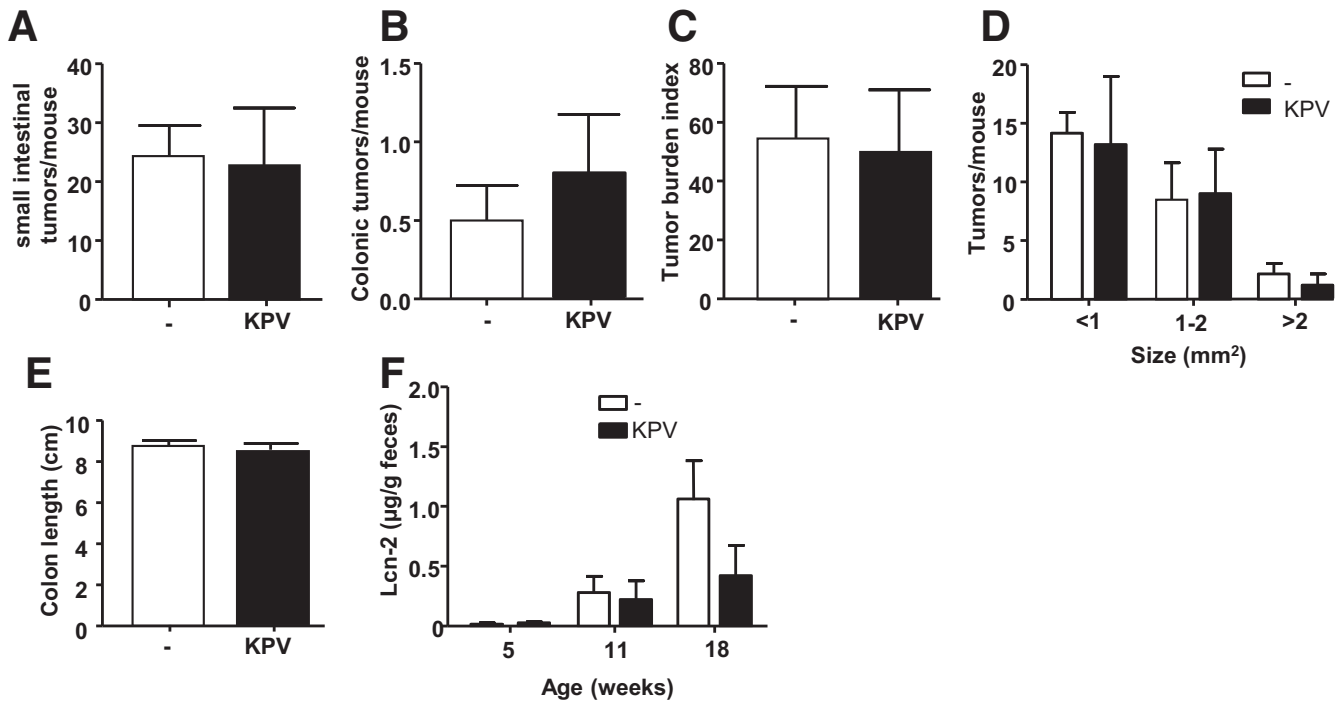 A
small intestinal
tumors/mouse
40
30
20
10
0
-
KPV
B
Colonic tumors/mouse
1.5
1.0
0.5
0.0
-
KPV
C
Tumor burden index
80
60
40
20
0
-
KPV
D
Tumors/mouse
20
15
10
5
0
-
KPV
<1
1-2
>2
Size (mm²)
E
Colon length (cm)
10
8
6
4
2
0
-
KPV
F
Lcn-2 (µg/g feces)
2.0
1.5
1.0
0.5
0
-
KPV
5
11
18
Age (weeks)